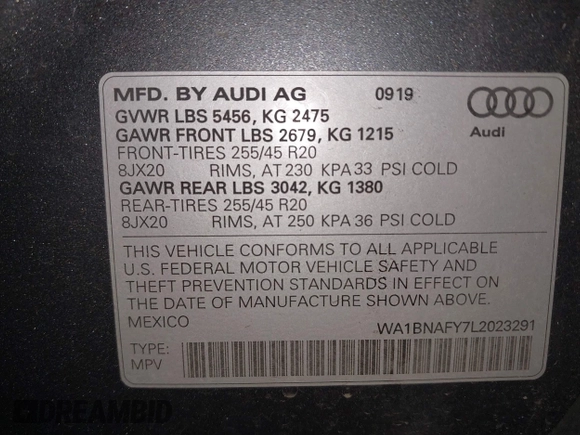 MFD. BY AUDI AG 0919
GVWR LBS 5456, KG 2475
GAWR FRONT LBS 2679, KG 1215
FRONT-TIRES 255/45 R20
8JX20 RIMS, AT 230 KPA 33 PSI COLD
GAWR REAR LBS 3042, KG 1380
REAR-TIRES 255/45 R20
8JX20 RIMS, AT 250 KPA 36 PSI COLD
Audi
THIS VEHICLE CONFORMS TO ALL APPLICABLE
U.S. FEDERAL MOTOR VEHICLE SAFETY AND
THEFT PREVENTION STANDARDS IN EFFECT ON
THE DATE OF MANUFACTURE SHOWN ABOVE.
MEXICO WA1BNAFY7L2023291
TYPE:
MPV
DREAMBID